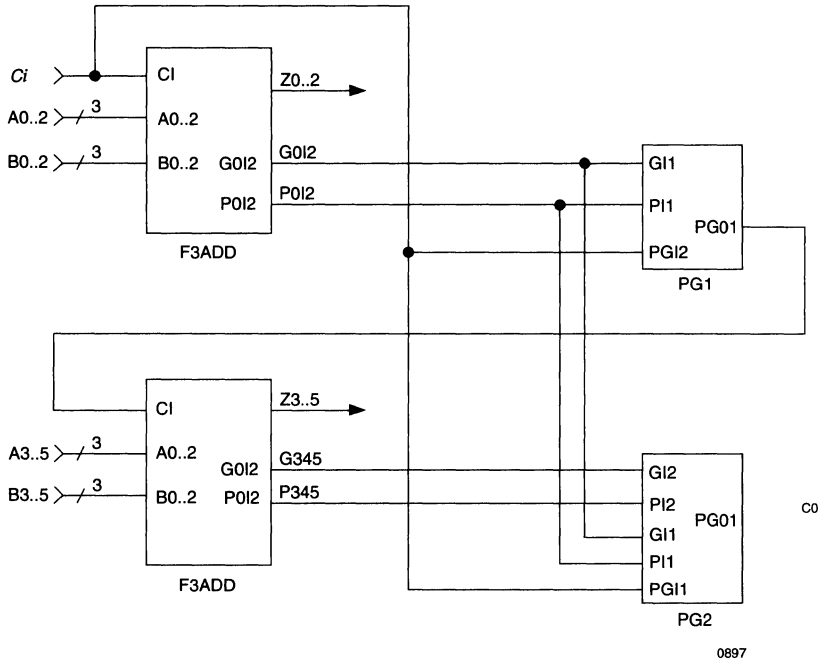 Ci
A0..2
3
B0..2
3
CI
A0..2
B0..2
G0I2
P0I2
F3ADD
Z0..2
G0I2
P0I2
GI1
PI1
PG01
PGI2
PG1
A3..5
3
B3..5
3
CI
A0..2
B0..2
G0I2
P0I2
F3ADD
Z3..5
G345
P345
GI2
PI2
PG01
GI1
PI1
PGI1
PG2
C0
0897